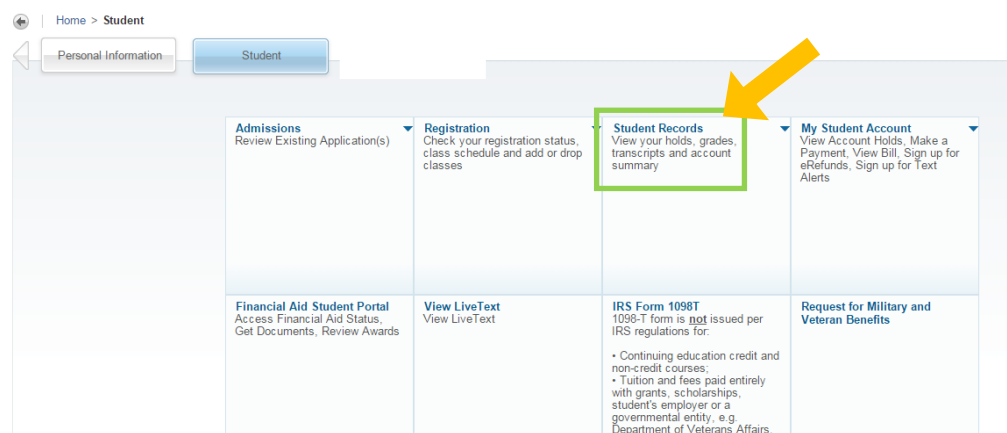 Home > Student
Personal Information
Student
Admissions
Review Existing Application(s)
Registration
Check your registration status,
class schedule and add or drop
classes
Student Records
View your holds, grades,
transcripts and account
summary
My Student Account
View Account Holds, Make a
Payment, View Bill, Sign up for
eRefunds, Sign up for Text
Alerts
Financial Aid Student Portal
Access Financial Aid Status,
Get Documents, Review Awards
View LiveText
View LiveText
IRS Form 1098T
1098-T form is not issued per
IRS regulations for:
• Continuing education credit and
non-credit courses;
• Tuition and fees paid entirely
with grants, scholarships,
student's employer or a
governmental entity, e.g.
Department of Veterans Affairs.
Request for Military and
Veteran Benefits